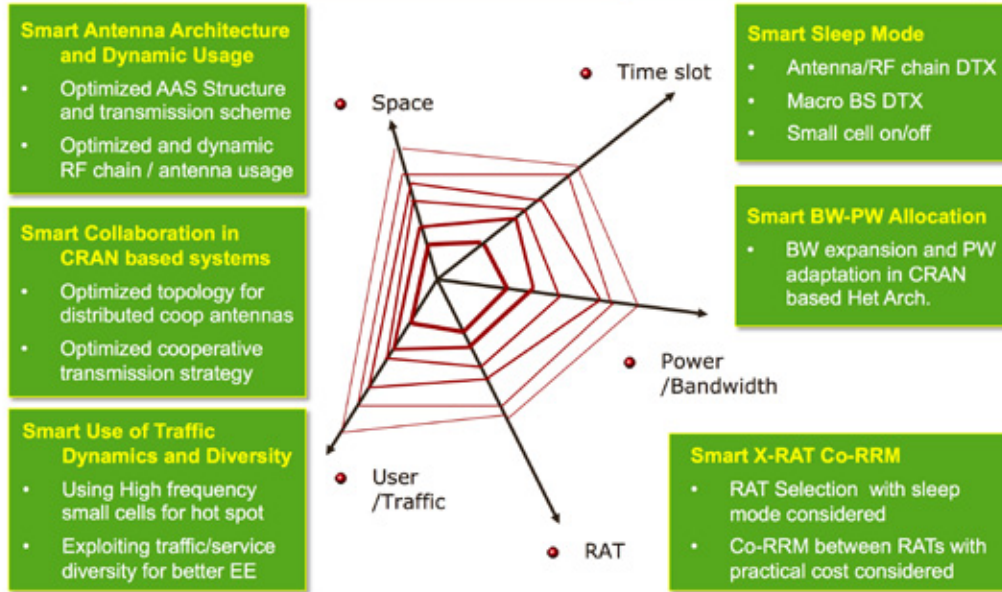 Smart Antenna Architecture
and Dynamic Usage
• Optimized AAS Structure
and transmission scheme
• Optimized and dynamic
RF chain / antenna usage
Smart Collaboration in
CRAN based systems
• Optimized topology for
distributed coop antennas
• Optimized cooperative
transmission strategy
Smart Use of Traffic
Dynamics and Diversity
• Using High frequency
small cells for hot spot
• Exploiting traffic/service
diversity for better EE
Space
Time slot
Power
/Bandwidth
User
/Traffic
RAT
Smart Sleep Mode
• Antenna/RF chain DTX
• Macro BS DTX
• Small cell on/off
Smart BW-PW Allocation
• BW expansion and PW
adaptation in CRAN
based Het Arch.
Smart X-RAT Co-RRM
• RAT Selection with sleep
mode considered
• Co-RRM between RATs with
practical cost considered